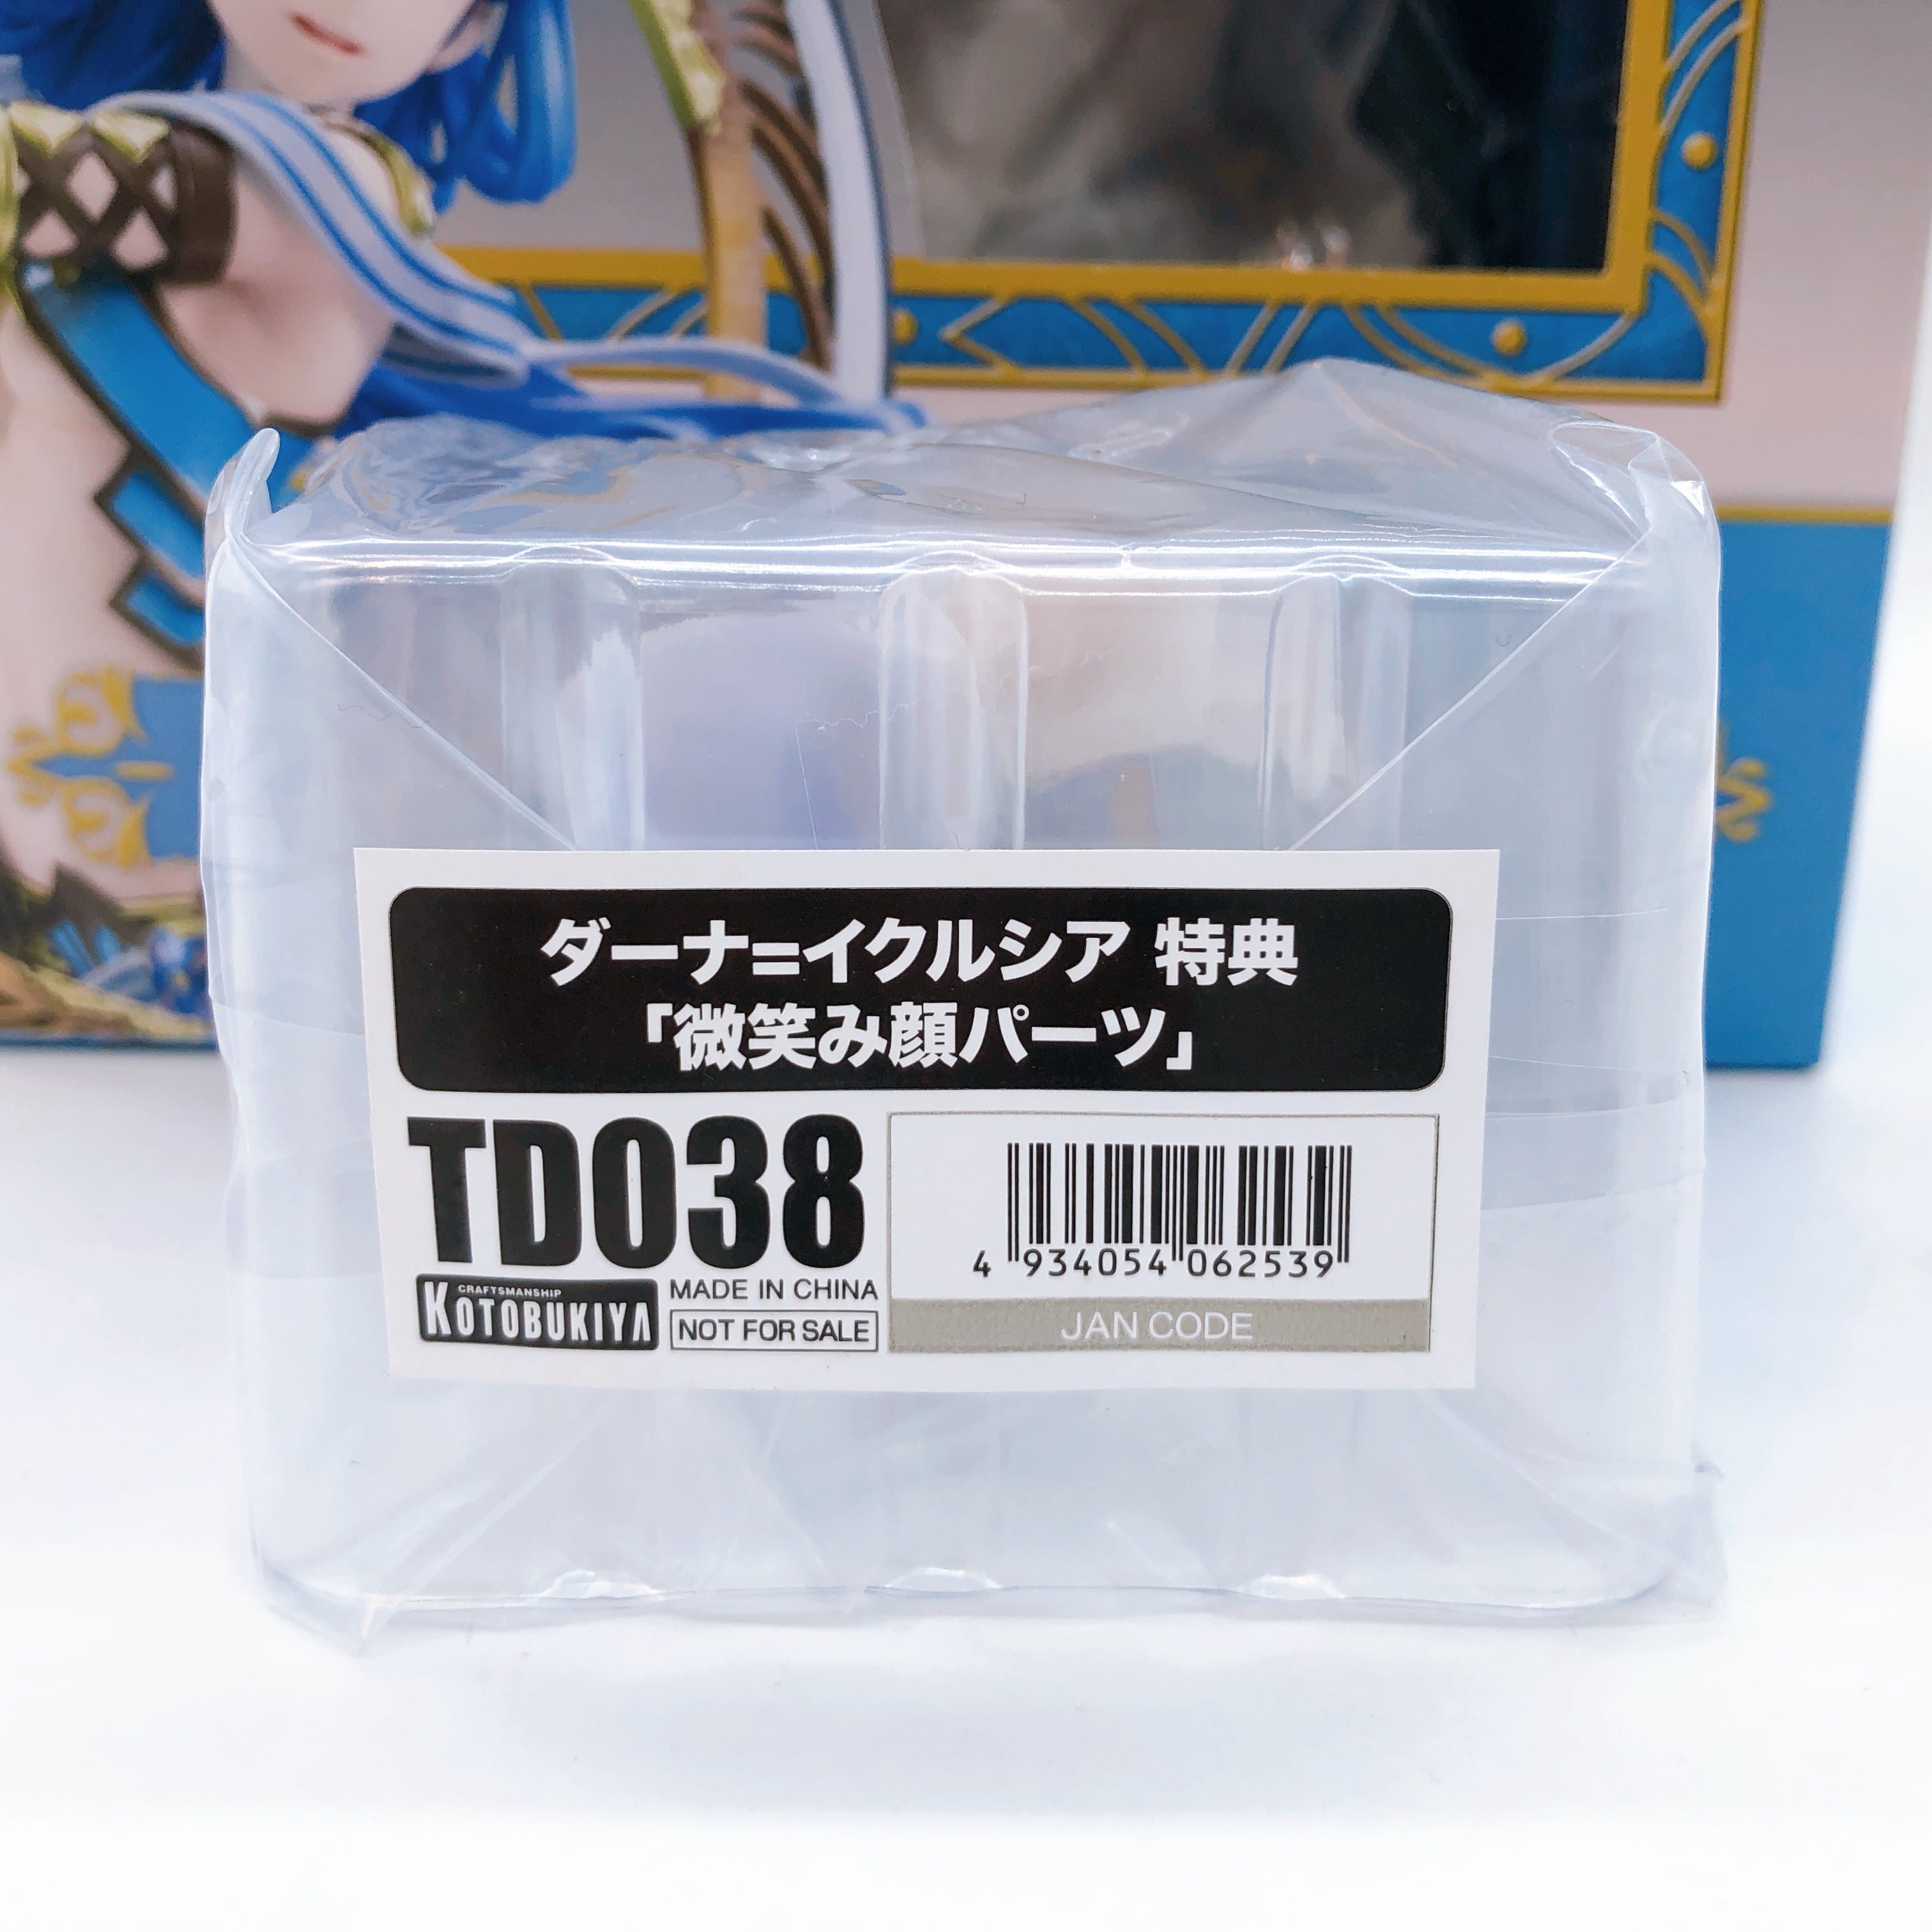 ダーナ=イクルシア 特典
「微笑み顔パーツ」
TD038
CRAFTSMANSHIP
KOTOBUKIYA
MADE IN CHINA
NOT FOR SALE
4 934054 062539
JAN CODE